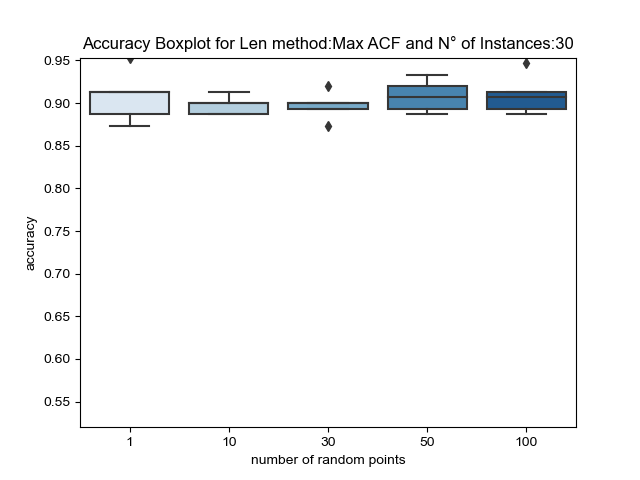 Accuracy Boxplot for Len method:Max ACF and N° of Instances:30
0.95
0.90
0.85
0.80
0.75
0.70
0.65
0.60
0.55
accuracy
1 10 30 50 100
number of random points